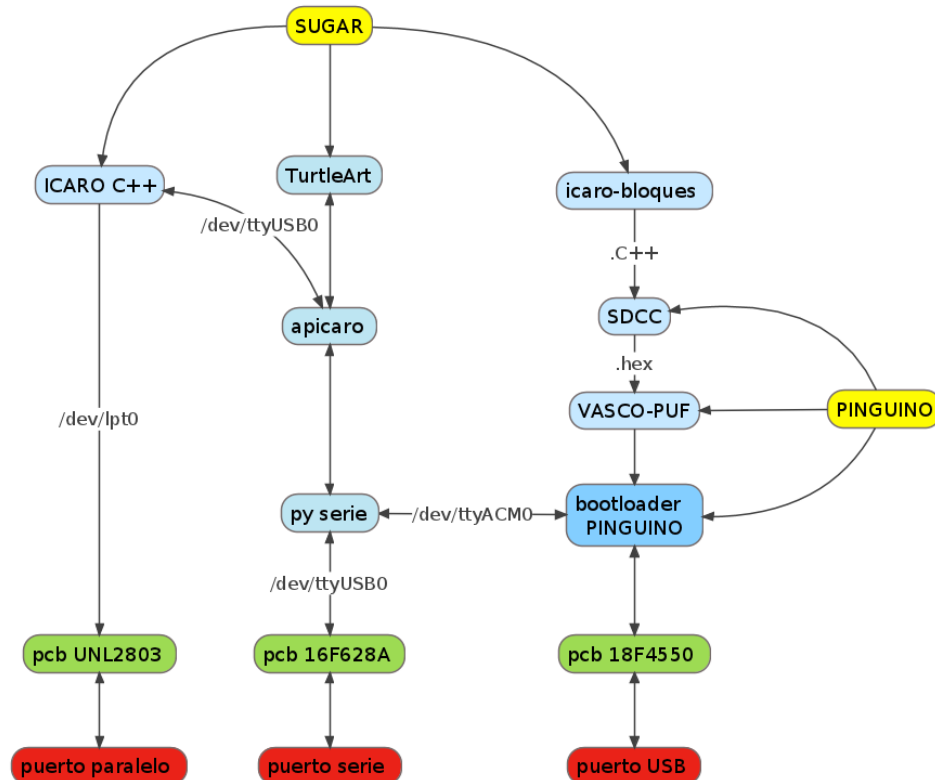 SUGAR
ICARO C++
TurtleArt
icaro-bloques
/dev/ttyUSB0
.C++
apicaro
SDCC
.hex
/dev/lpt0
VASCO-PUF
PINGUINO
py serie
/dev/ttyACM0
bootloader
PINGUINO
/dev/ttyUSB0
pcb UNL2803
pcb 16F628A
pcb 18F4550
puerto paralelo
puerto serie
puerto USB